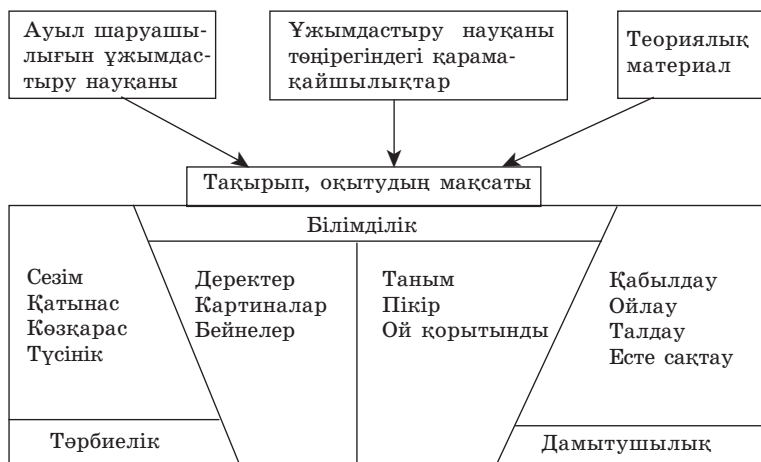 Ауыл шаруашы-
лығын ұжымдас-
тыру науқаны
Ұжымдастыру науқаны
төңірегіндегі қарама-
қайшылықтар
Теориялық
материал
Тақырып, оқытудың мақсаты
Білімділік
Сезім
Қатынас
Көзқарас
Түсінік
Деректер
Картиналар
Бейнелер
Таным
Пікір
Ой қорытынды
Қабылдау
Ойлау
Талдау
Есте сақтау
Тәрбиелік
Дамытушылық